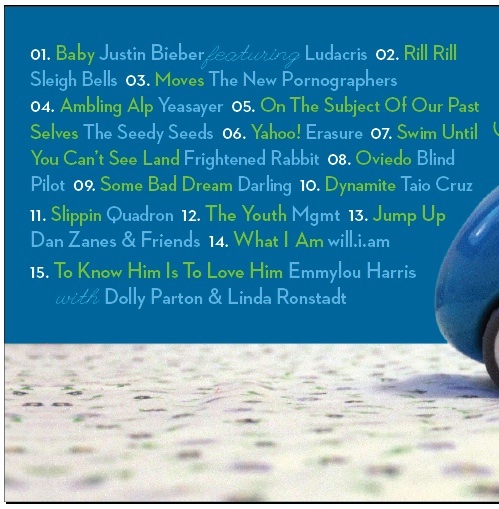 01. Baby Justin Bieber featuring Ludacris 02. Rill Rill
Sleigh Bells 03. Moves The New Pornographers
04. Ambling Alp Yeasayer 05. On The Subject Of Our Past
Selves The Seedy Seeds 06. Yahoo! Erasure 07. Swim Until
You Can't See Land Frightened Rabbit 08. Oviedo Blind
Pilot 09. Some Bad Dream Darling 10. Dynamite Taio Cruz
11. Slippin Quadron 12. The Youth Mgmt 13. Jump Up
Dan Zanes & Friends 14. What I Am will.i.am
15. To Know Him Is To Love Him Emmylou Harris
with Dolly Parton & Linda Ronstadt